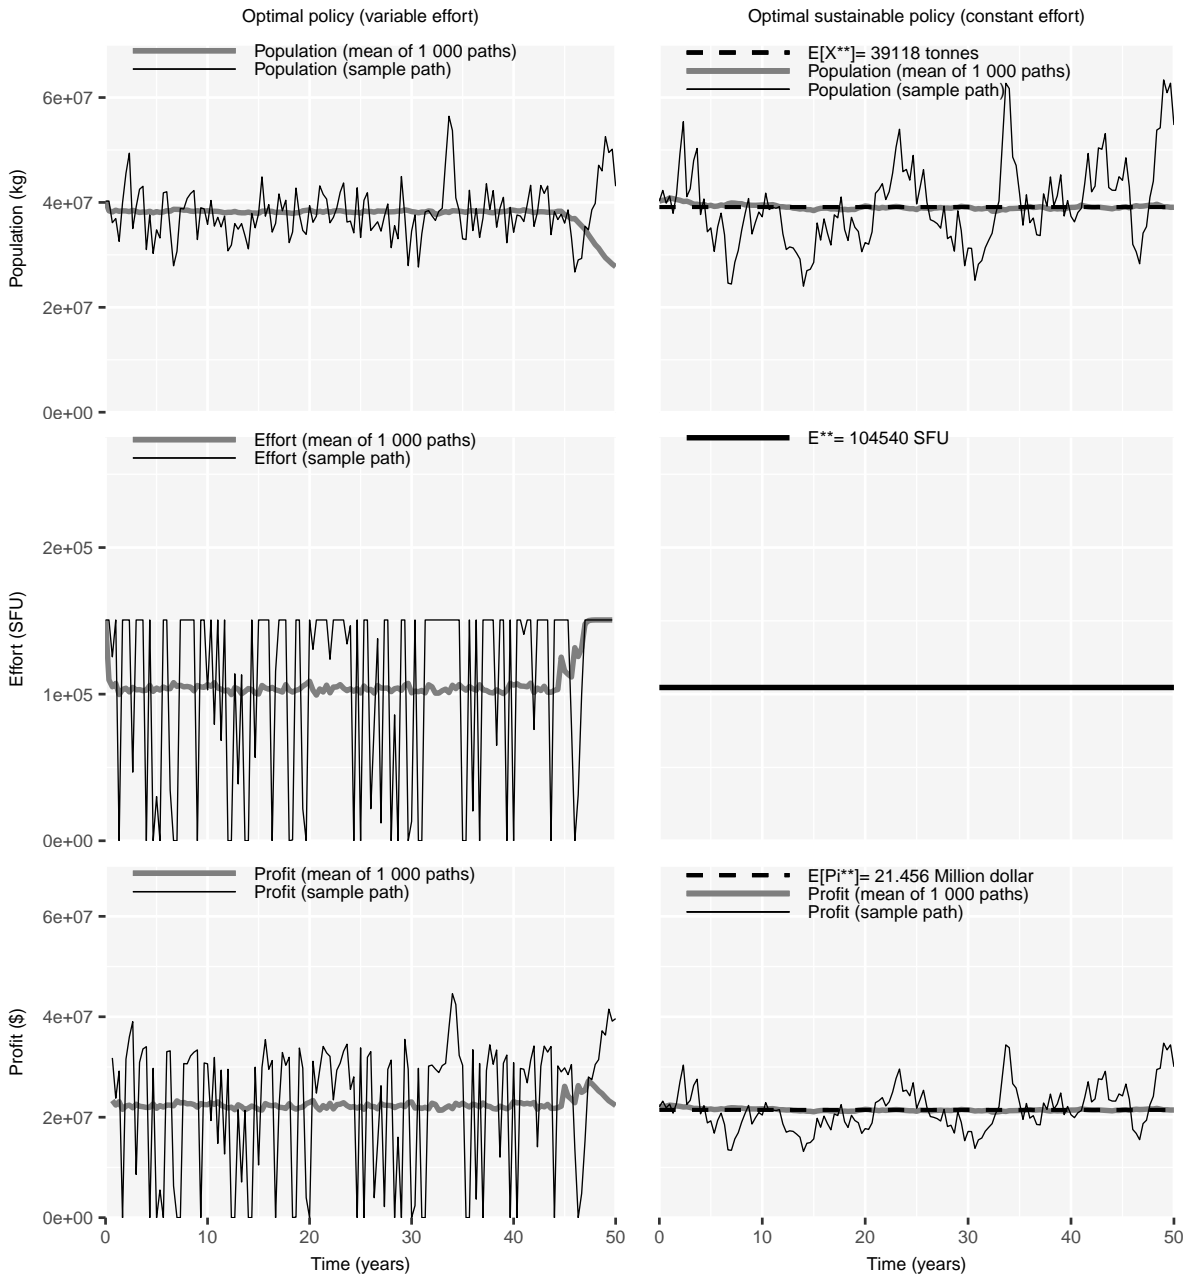 Optimal policy (variable effort)
Optimal sustainable policy (constant effort)
Population (mean of 1 000 paths)
Population (sample path)
E[X**]= 39118 tonnes
Population (mean of 1 000 paths)
Population (sample path)
Population (kg)
6e+07
4e+07
2e+07
0e+00
Effort (mean of 1 000 paths)
Effort (sample path)
E**= 104540 SFU
Effort (SFU)
2e+05
1e+05
0e+00
Profit (mean of 1 000 paths)
Profit (sample path)
E[Pi**]= 21.456 Million dollar
Profit (mean of 1 000 paths)
Profit (sample path)
Profit ($)
6e+07
4e+07
2e+07
0e+00
0 10 20 30 40 50
0 10 20 30 40 50
Time (years)
Time (years)